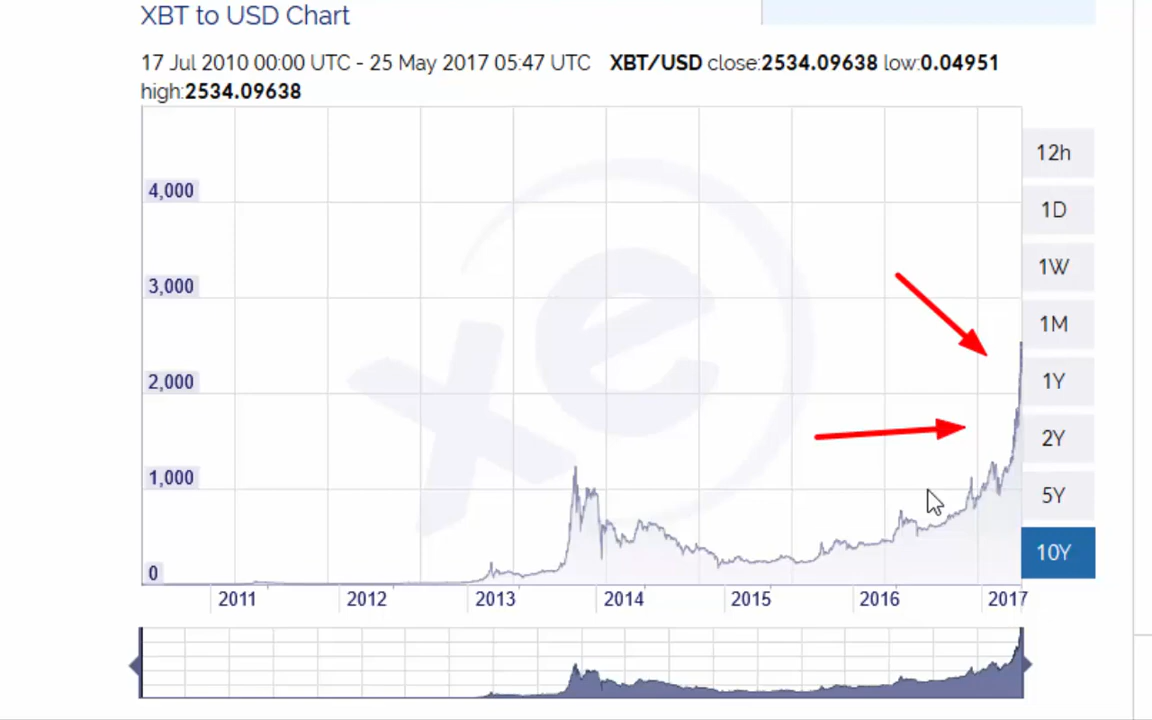 XBT to USD Chart
17 Jul 2010 00:00 UTC - 25 May 2017 05:47 UTC XBT/USD close:2534.09638 low:0.04951
high:2534.09638
4,000
3,000
2,000
1,000
0
xe
2011 2012 2013 2014 2015 2016 2017
12h
1D
1W
1M
1Y
2Y
5Y
10Y